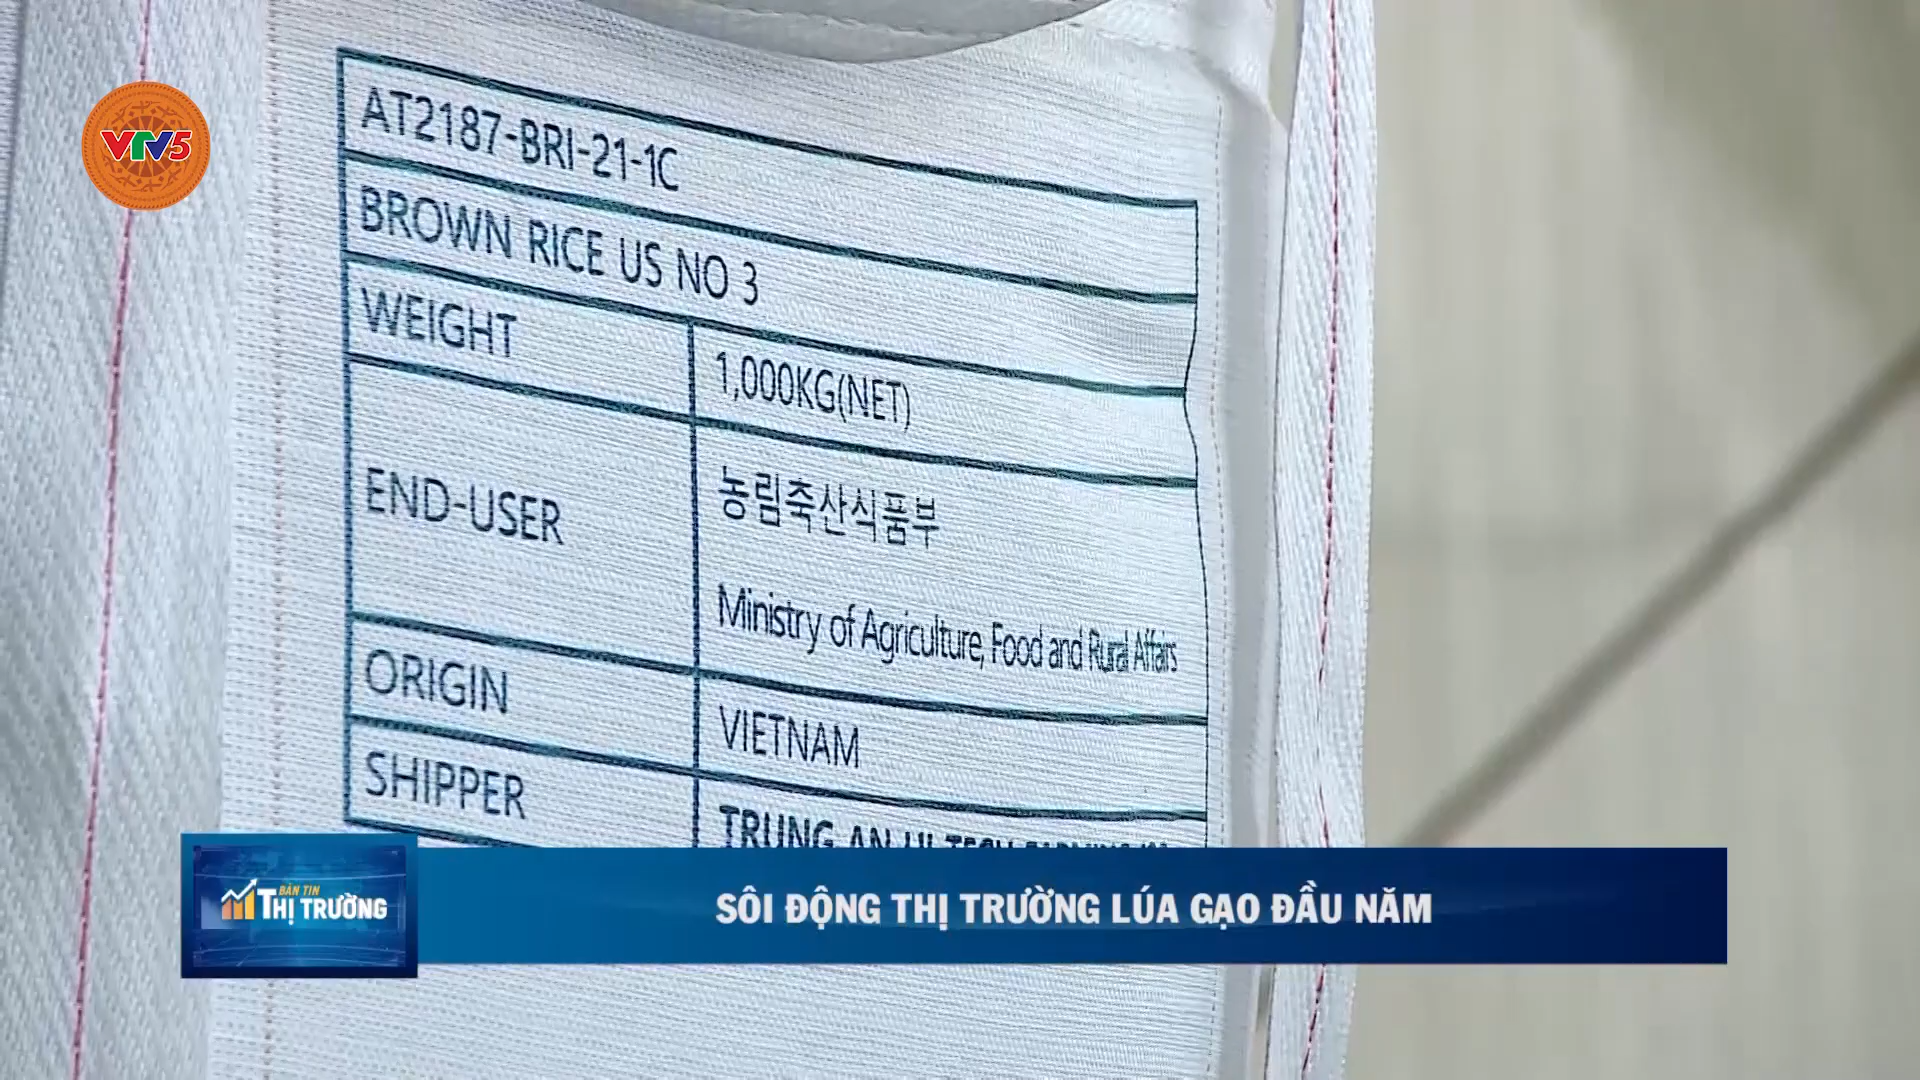 VTV5
AT2187-BRI-21-1C
BROWN RICE US NO 3
WEIGHT
1,000KG(NET)
END-USER
농림축산식품부
Ministry of Agriculture, Food and Rural Affairs
ORIGIN
VIETNAM
SHIPPER
TRUNG AN
BẢN TIN
THỊ TRƯỜNG
SÔI ĐỘNG THỊ TRƯỜNG LÚA GẠO ĐẦU NĂM